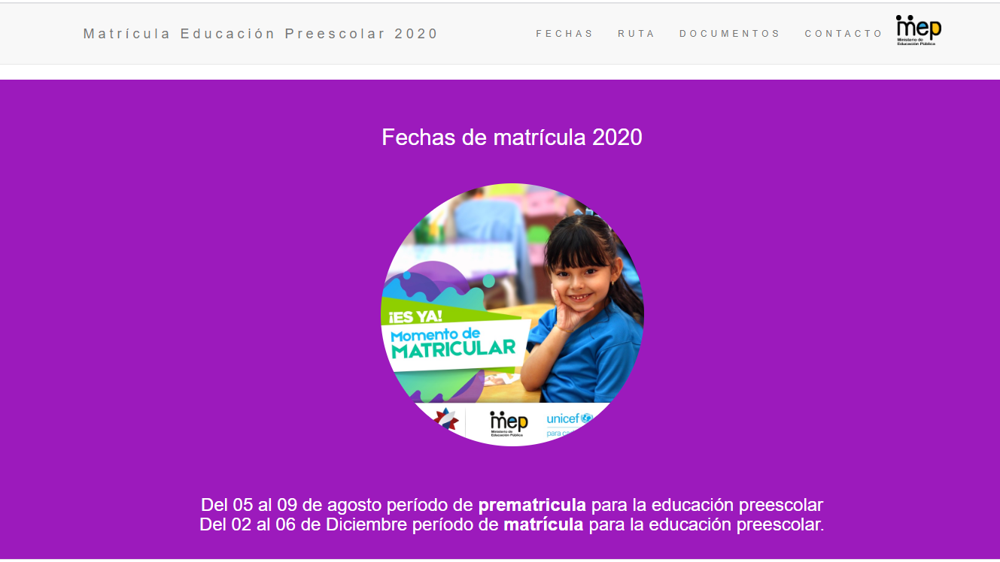 Matrícula Educación Preescolar 2020
FECHAS RUTA DOCUMENTOS CONTACTO
mep
Ministerio de
Educación Pública
Fechas de matrícula 2020
¡ES YA!
Momento de
MATRICULAR
mep
Ministerio de
Educación Pública
unicef
para ca
Del 05 al 09 de agosto período de prematricula para la educación preescolar
Del 02 al 06 de Diciembre período de matrícula para la educación preescolar.